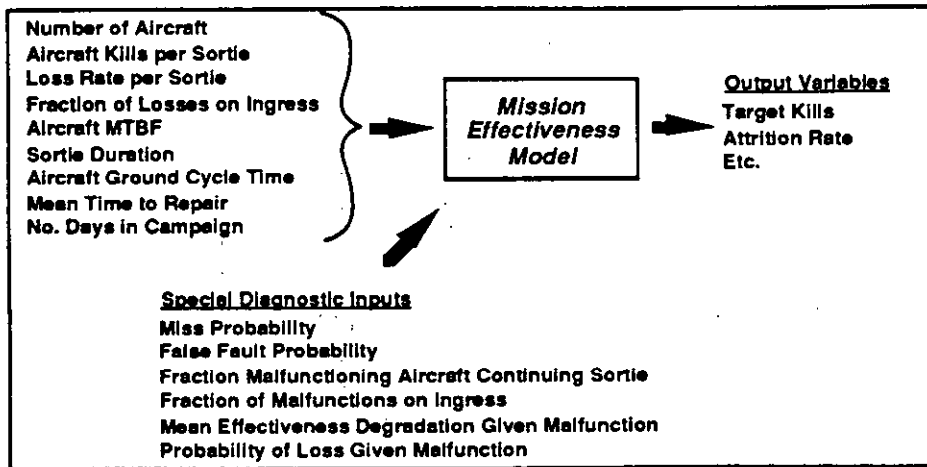 Number of Aircraft
Aircraft Kills per Sortie
Loss Rate per Sortie
Fraction of Losses on Ingress
Aircraft MTBF
Sortie Duration
Aircraft Ground Cycle Time
Mean Time to Repair
No. Days in Campaign
Mission
Effectiveness
Model
Output Variables
Target Kills
Attrition Rate
Etc.
Special Diagnostic Inputs
Miss Probability
False Fault Probability
Fraction Malfunctioning Aircraft Continuing Sortie
Fraction of Malfunctions on Ingress
Mean Effectiveness Degradation Given Malfunction
Probability of Loss Given Malfunction